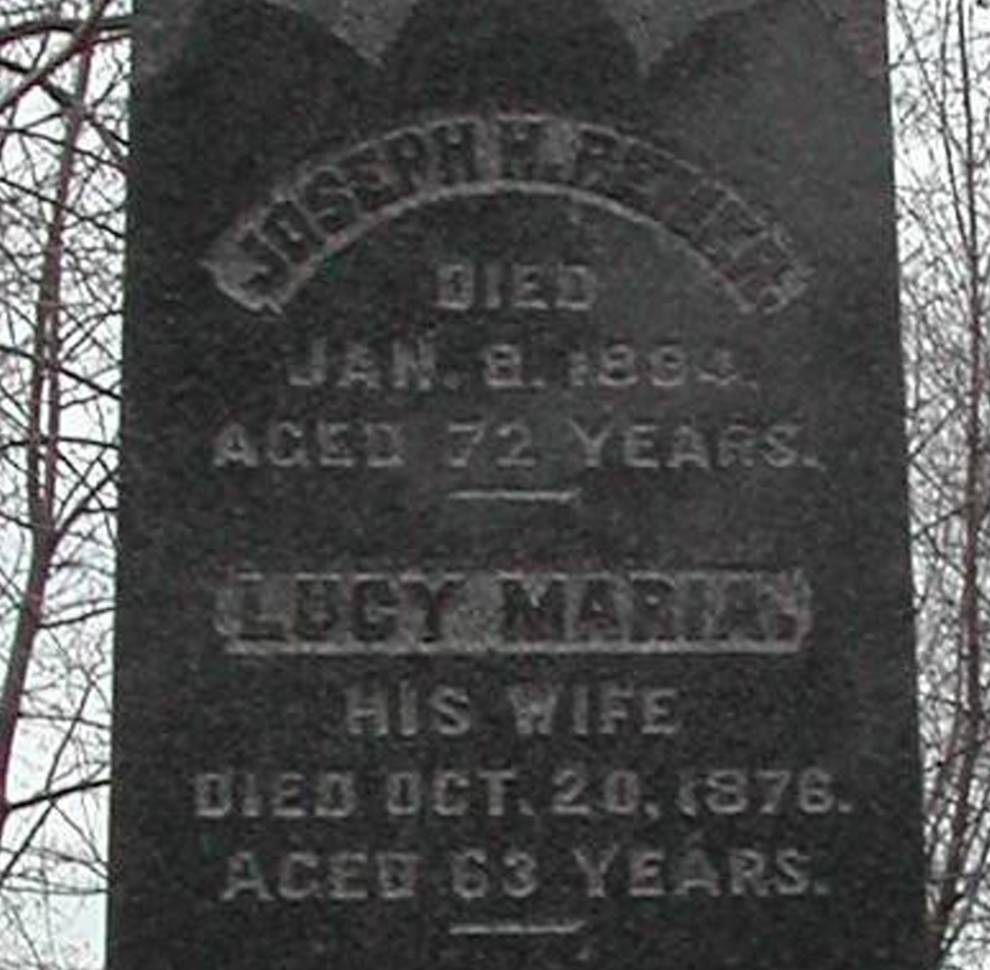 JOSEPH H.
DIED
JAN. 8. 1894.
AGED 72 YEARS.
LUCY MARIA.
HIS WIFE
DIED OCT. 20, 1876.
AGED 63 YEARS.